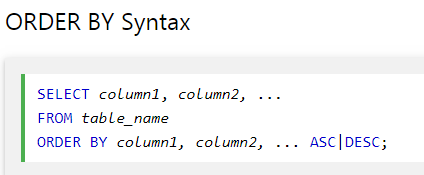 ORDER BY Syntax
SELECT column1, column2, ...
FROM table_name
ORDER BY column1, column2, ... ASC|DESC;